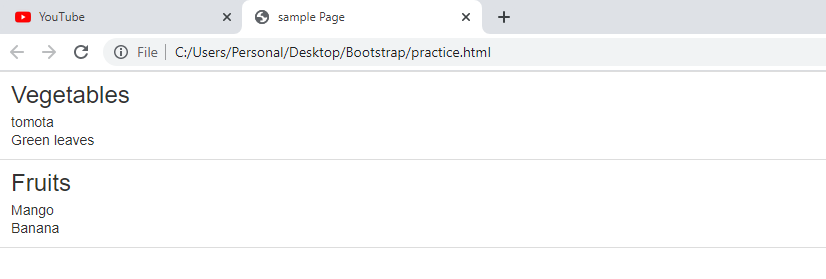 YouTube
sample Page
File
C:/Users/Personal/Desktop/Bootstrap/practice.html
Vegetables
tomota
Green leaves
Fruits
Mango
Banana